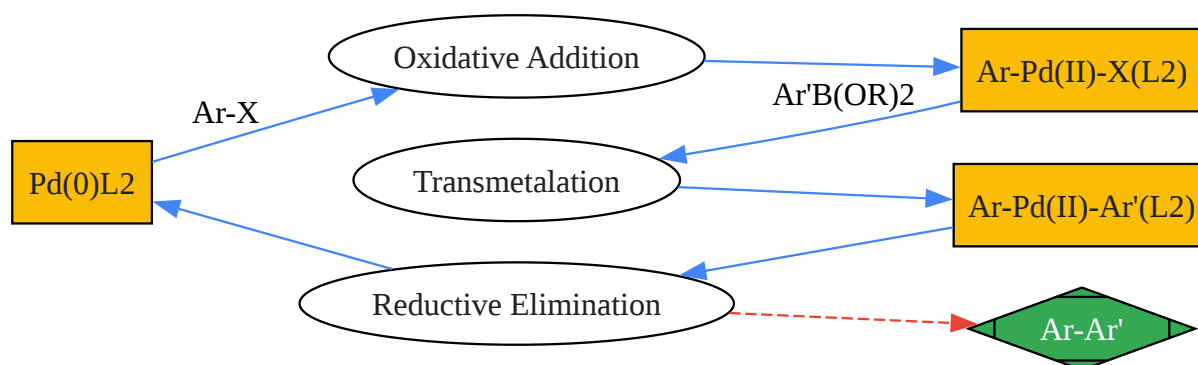 Oxidative Addition
Ar-Pd(II)-X(L2)
Ar'B(OR)2
Ar-X
Pd(0)L2
Transmetalation
Ar-Pd(II)-Ar'(L2)
Reductive Elimination
Ar-Ar'